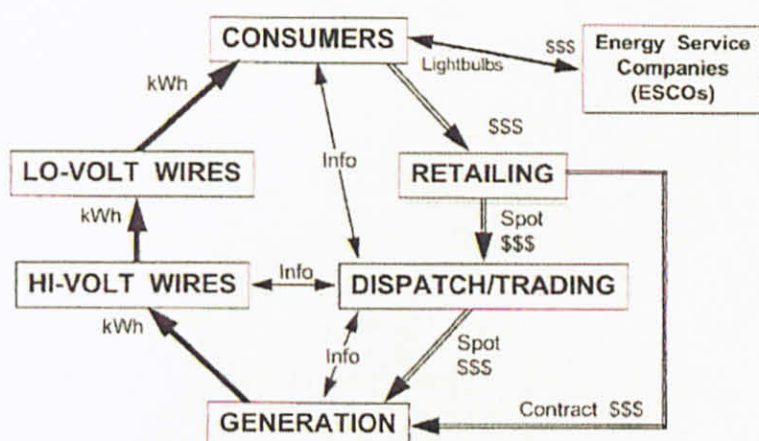 CONSUMERS
$$$
Energy Service
Companies
(ESCOs)
Lightbulbs
kWh
$$$
Info
LO-VOLT WIRES
RETAILING
kWh
Spot
$$$
HI-VOLT WIRES
Info
DISPATCH/TRADING
kWh
Info
Spot
$$$
GENERATION
Contract $$$